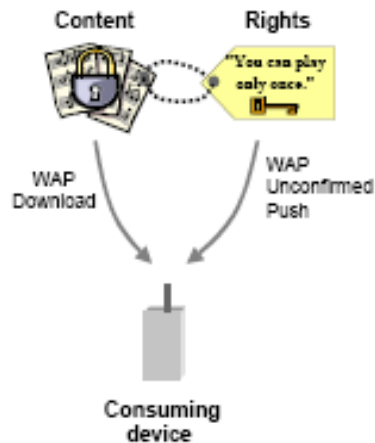 Content
Rights
"You can play
only once."
WAP
Download
WAP
Unconfirmed
Push
Consuming
device